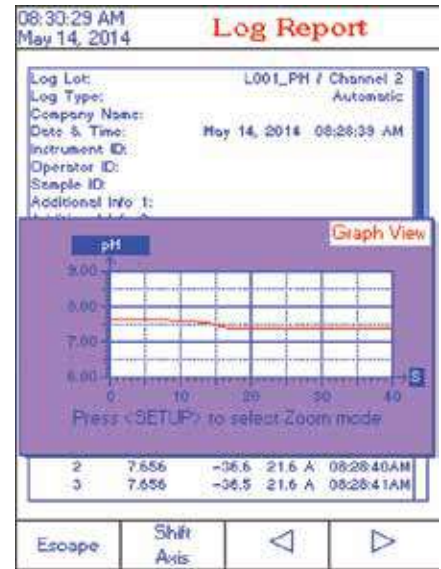 08:30:29 AM
May 14, 2014
Log Report
Log Lot: L001_PH / Channel 2
Log Type: Automatic
Company Name:
Date & Time: May 14, 2014 08:28:39 AM
Instrument ID:
Operator ID:
Sample ID:
Additional Info 1:
Graph View
pH
9.00
8.00
7.00
6.00
0 10 20 30 40 S
Press <SETUP> to select Zoom mode
2 7.656 -36.6 21.6 A 08:28:40AM
3 7.656 -36.5 21.6 A 08:28:41AM
Escape Shift Axis